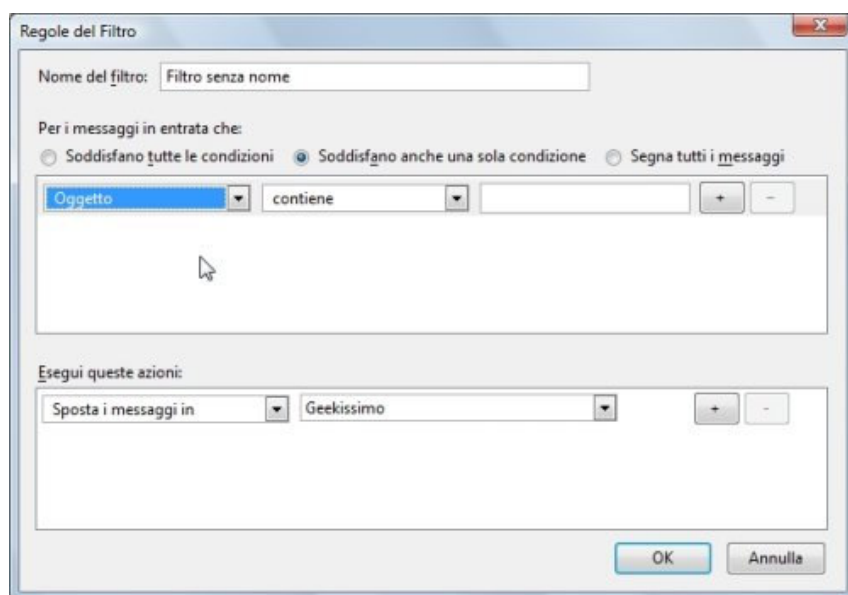 Regole del Filtro
Nome del filtro: Filtro senza nome
Per i messaggi in entrata che:
Soddisfano tutte le condizioni Soddisfano anche una sola condizione Segna tutti i messaggi
Oggetto contiene + -
Esegui queste azioni:
Sposta i messaggi in Geekissimo + -
OK Annulla